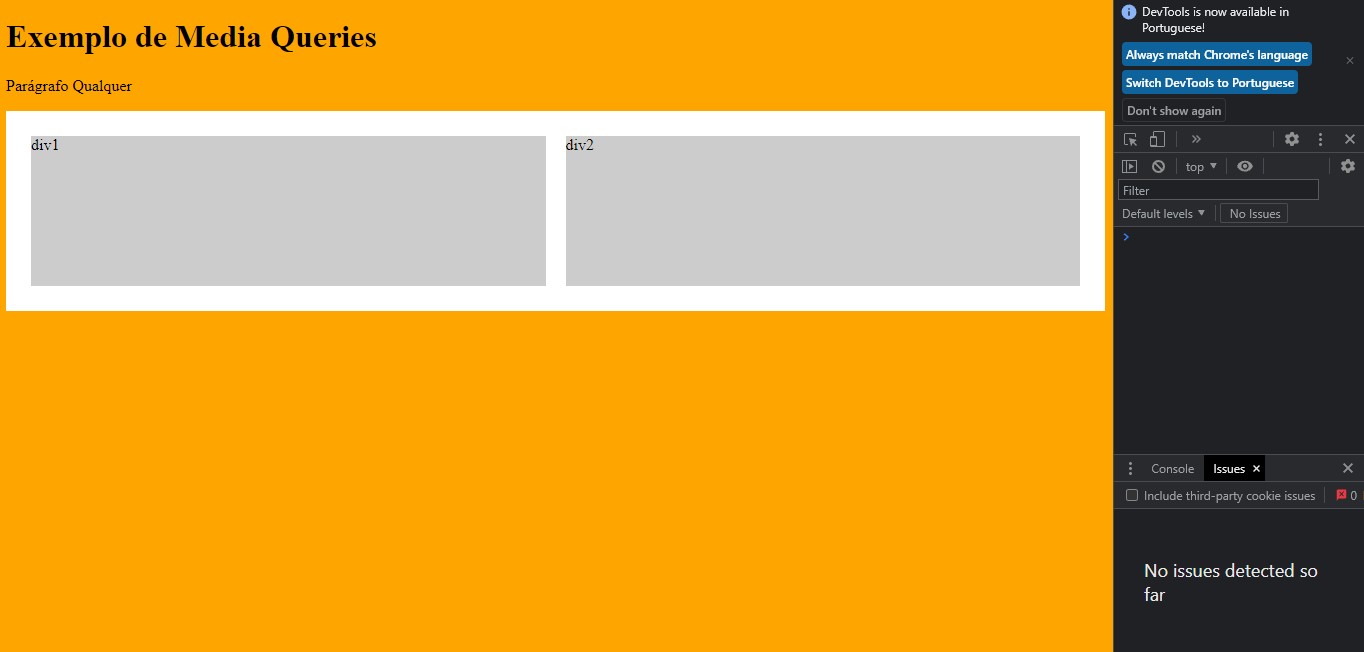 Exemplo de Media Queries
Parágrafo Qualquer
div1
div2
DevTools is now available in
Portuguese!
Always match Chrome's language
Switch DevTools to Portuguese
Don't show again
top
Filter
Default levels
No Issues
Console
Issues
Include third-party cookie issues
0
No issues detected so
far